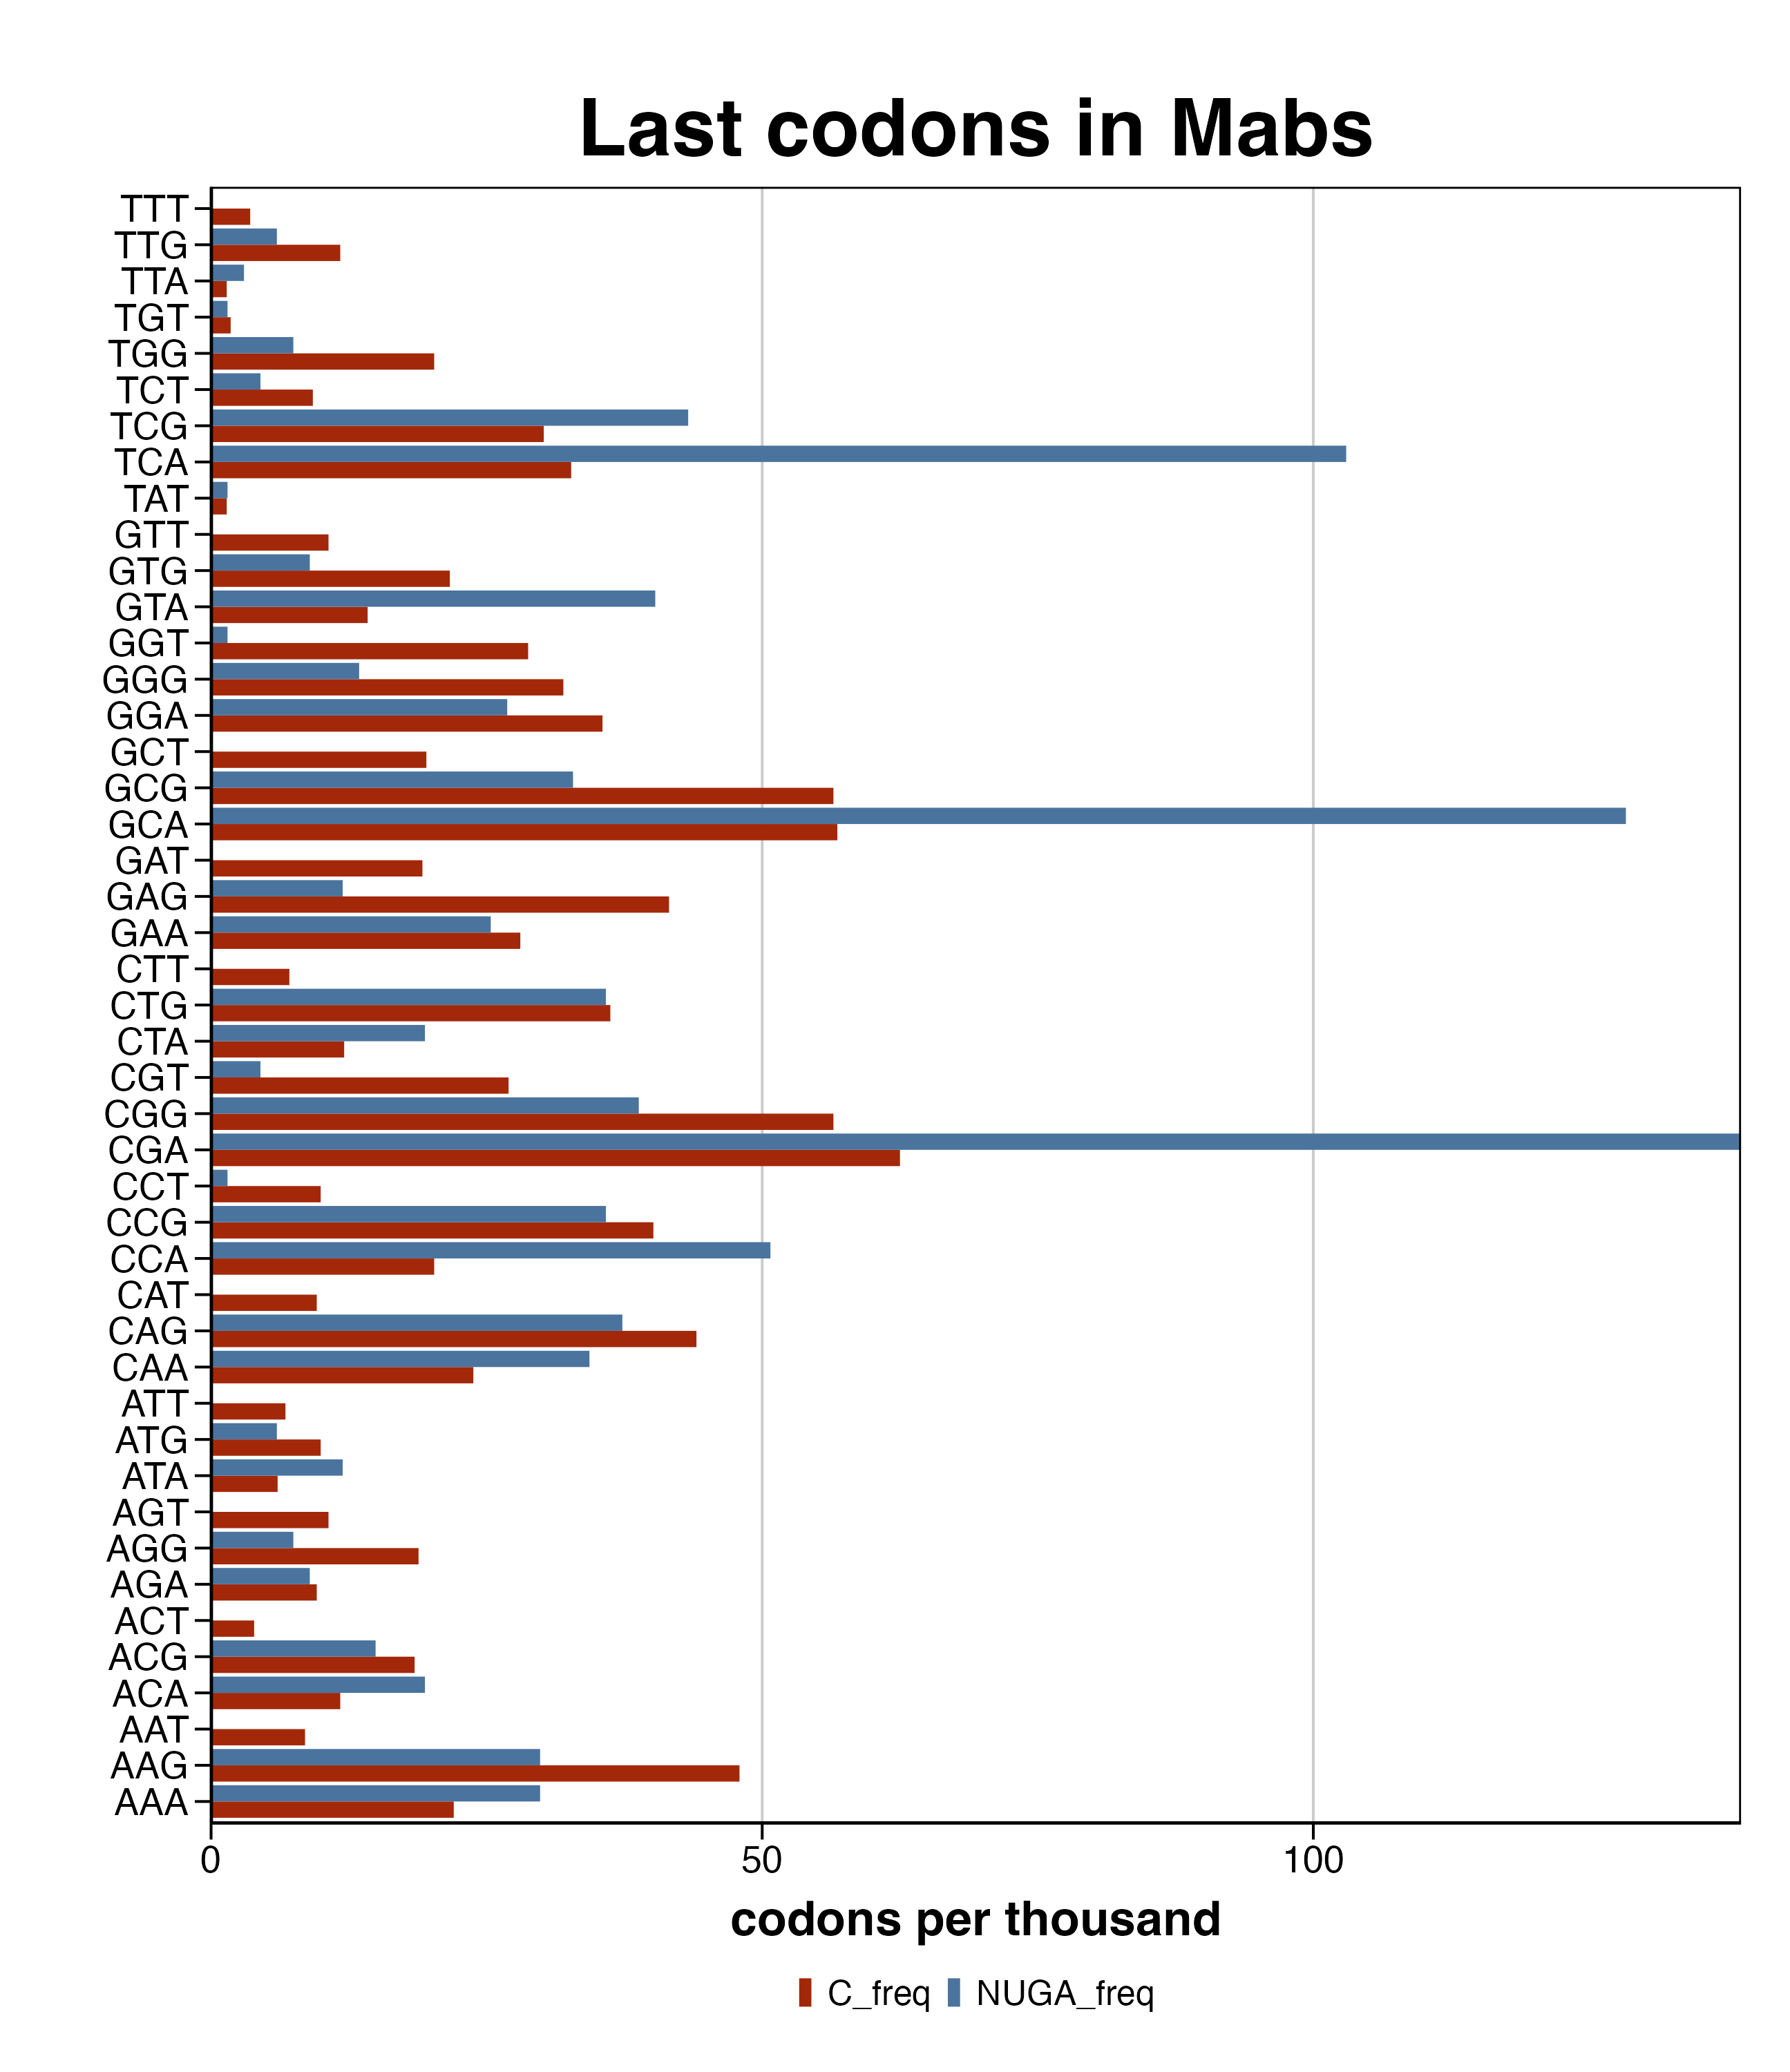 Last codons in Mabs
TTT
TTG
TTA
TGT
TGG
TCT
TCG
TCA
TAT
GTT
GTG
GTA
GGT
GGG
GGA
GCT
GCG
GCA
GAT
GAG
GAA
CTT
CTG
CTA
CGT
CGG
CGA
CCT
CCG
CCA
CAT
CAG
CAA
ATT
ATG
ATA
AGT
AGG
AGA
ACT
ACG
ACA
AAT
AAG
AAA
0 50 100
codons per thousand
C_freq NUGA_freq